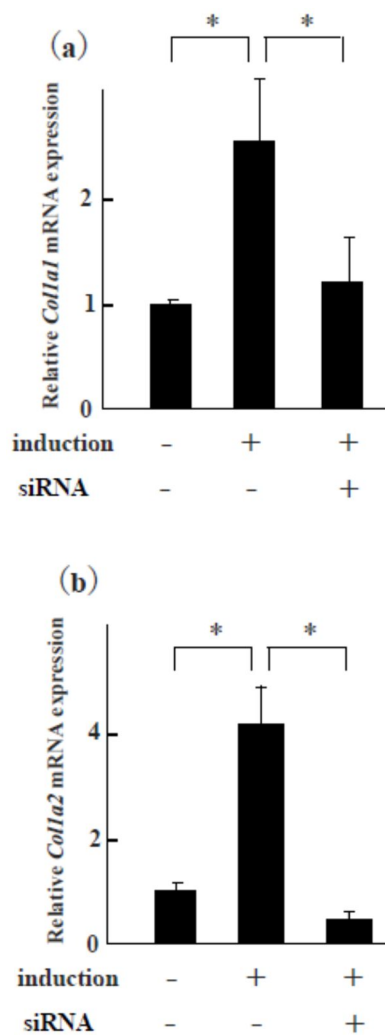 (a)
* *
Relative Col1a1 mRNA expression
2
1
0
induction - + +
siRNA - - +
(b)
* *
Relative Col1a2 mRNA expression
4
2
0
induction - + +
siRNA - - +